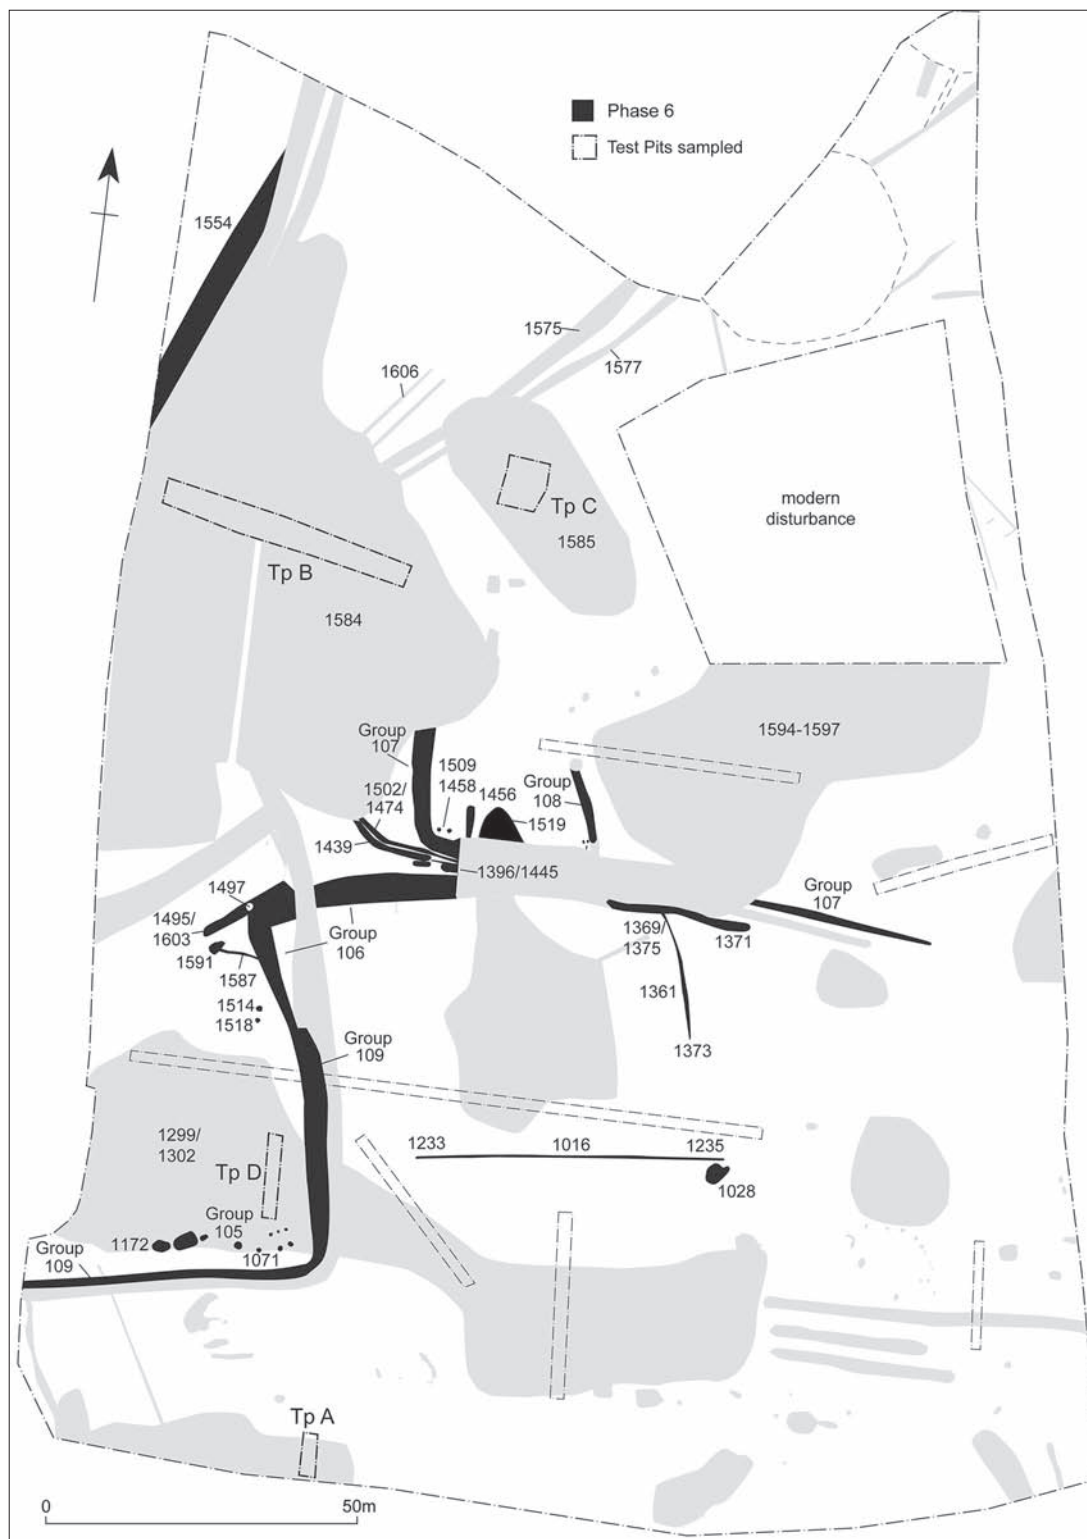 Phase 6
Test Pits sampled
1554
1575
1577
1606
Tp C
1585
modern
disturbance
Tp B
1584
1594-1597
Group
107
1509
1458
1502/
1474
1456
Group
108
1519
1439
1396/1445
1497
1495/
1603
Group
106
1591
1587
1369/
1375
1371
Group
107
1361
1514
1518
Group
109
1373
1299/
1302
1233
1016
1235
Tp D
1028
Group
105
1172
1071
Group
109
Tp A
0
50m